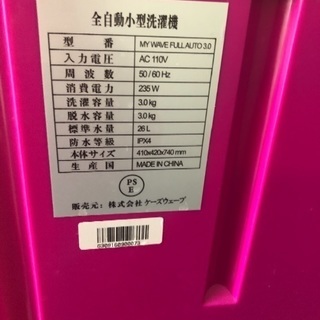 全自動小型洗濯機
型 番 MY WAVE FULL AUTO 3.0
入力電圧 AC 110V
周 波 数 50 / 60 Hz
消費電力 235 W
洗濯容量 3.0kg
脱水容量 3.0kg
標準水量 26 L
防水等級 IPX4
本体サイズ 410x420x740 mm
生 産 国 MADE IN CHINA
PS
E
販売元: 株式会社 ケーズウェーブ